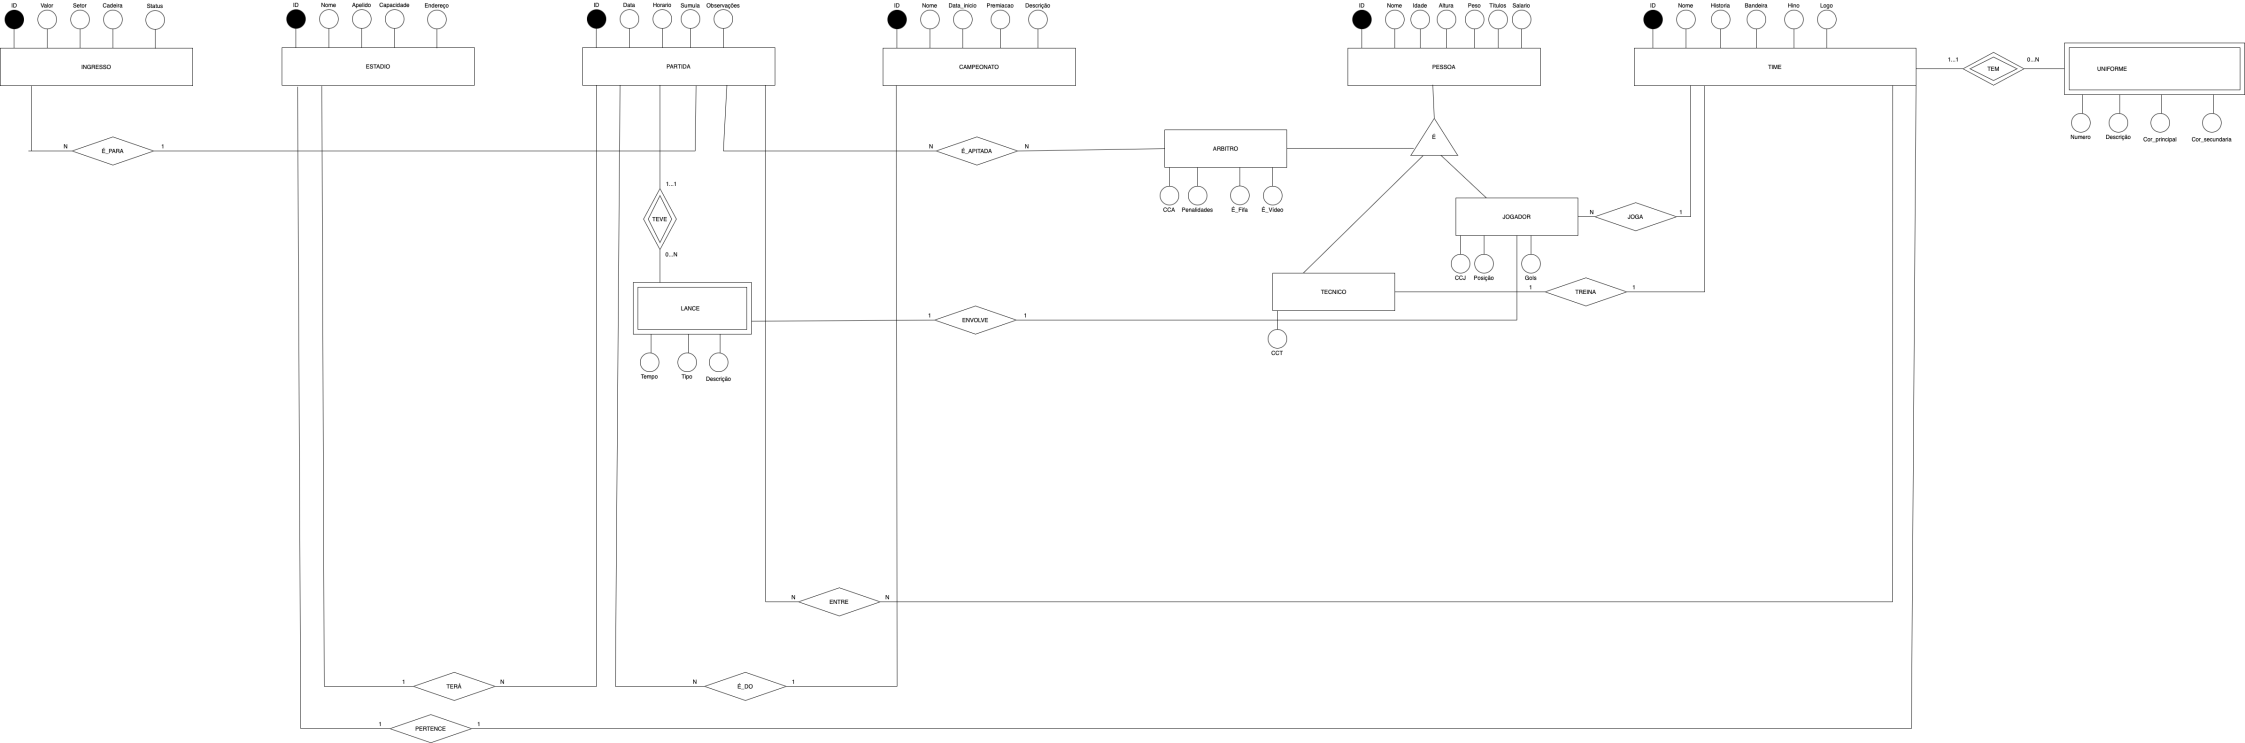 ID Valor Setor Cadeira Status
INGRESSO
ID Nome Apelido Capacidade Endereço
ESTADIO
ID Data Horario Sumula Observações
PARTIDA
ID Nome Data_inicio Premiacao Descrição
CAMPEONATO
ID Nome Idade Altura Peso Titulos Salario
PESSOA
ID Nome Historia Bandeira Hino Logo
TIME
1...1 TEM 0...N
UNIFORME
Numero Descrição Cor_principal Cor_secundaria
N É_PARA 1
N É_APITADA N
ARBITRO
CCA Penalidades É_Fifa É_Video
É
1...1
TEVE
0...N
JOGADOR
CCJ Posição Gols
N JOGA 1
LANCE
Tempo Tipo Descrição
TECNICO
CCT
1 TREINA 1
1 ENVOLVE 1
N ENTRE N
1 TERÁ N
N É_DO 1
1 PERTENCE 1